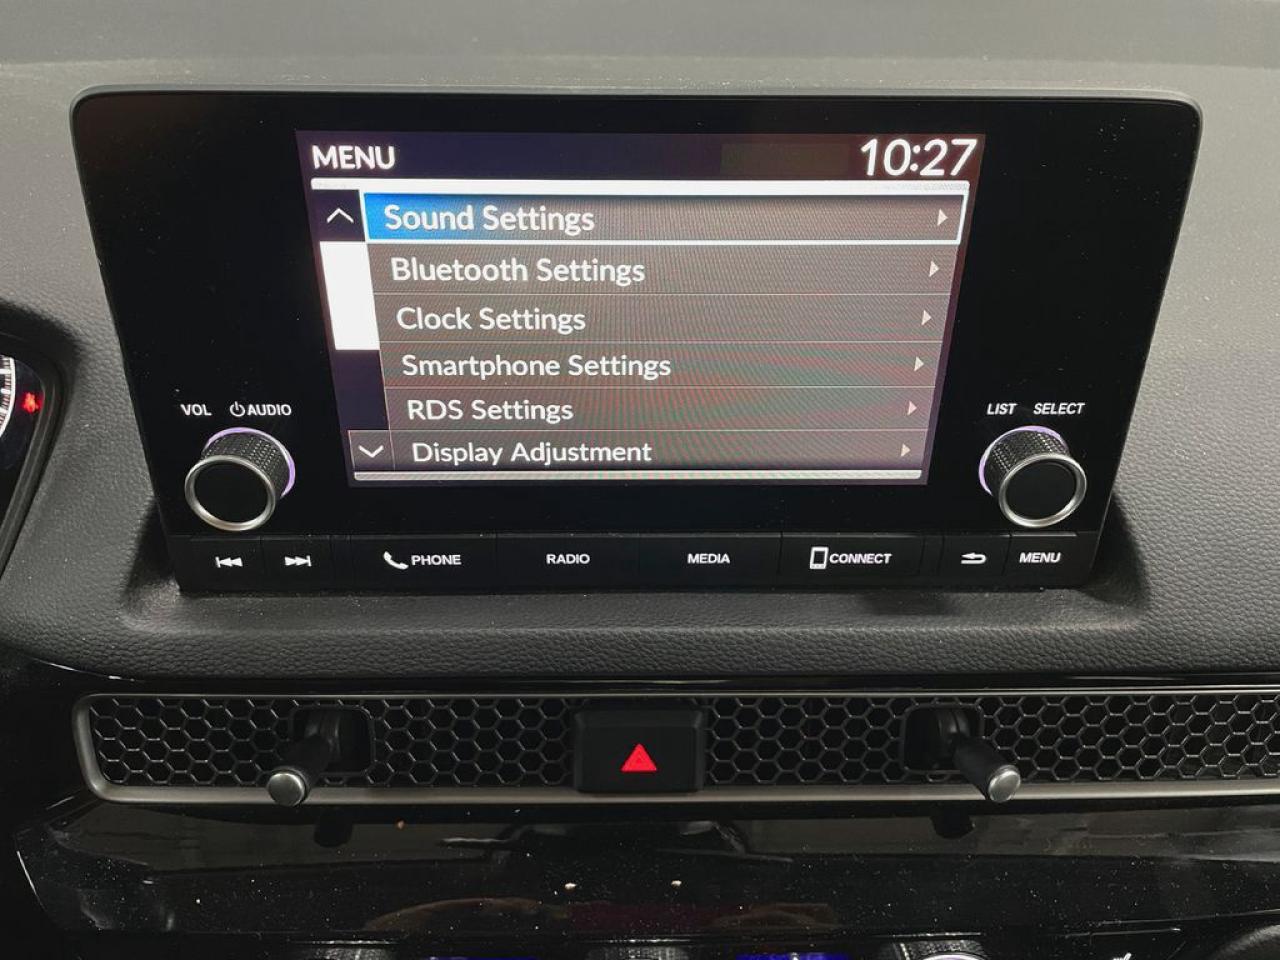 MENU 10:27
Sound Settings
Bluetooth Settings
Clock Settings
Smartphone Settings
RDS Settings
Display Adjustment
VOL AUDIO
LIST SELECT
PHONE RADIO MEDIA CONNECT MENU